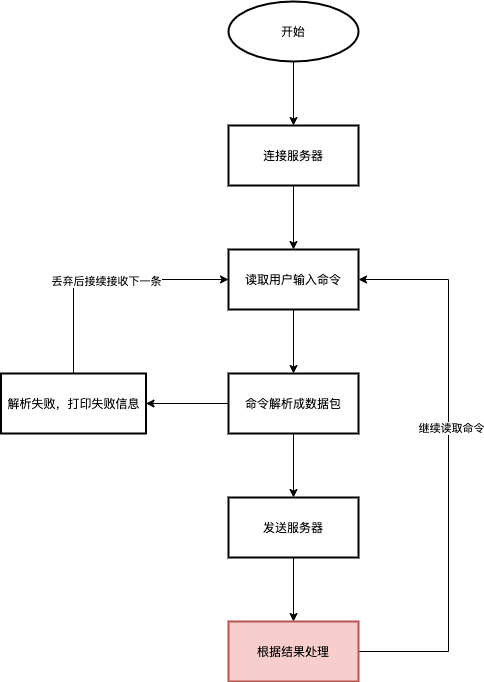 开始
连接服务器
丢弃后接续接收下一条
读取用户输入命令
解析失败，打印失败信息
命令解析成数据包
继续读取命令
发送服务器
根据结果处理